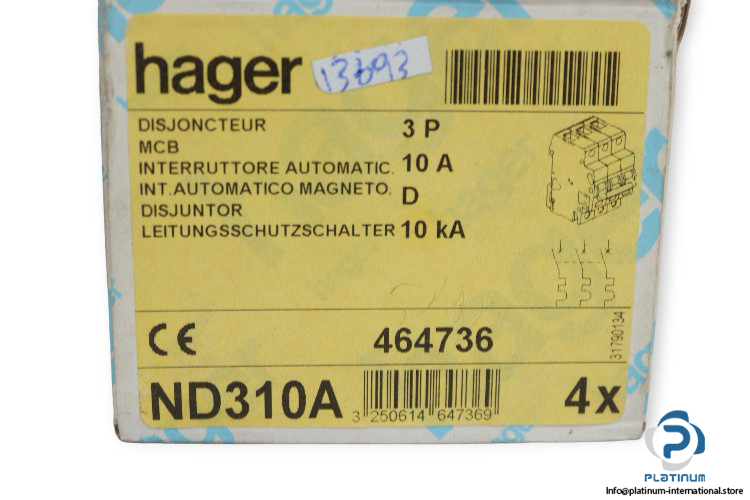 hager
13693
DISJONCTEUR 3 P
MCB
INTERRUTTORE AUTOMATIC. 10 A
INT.AUTOMATICO MAGNETO. D
DISJUNTOR
LEITUNGSSCHUTZSCHALTER 10 kA
31790134
CE 464736
ND310A 3 250614 647369 4x
PLATINUM
Info@platinum-international.store